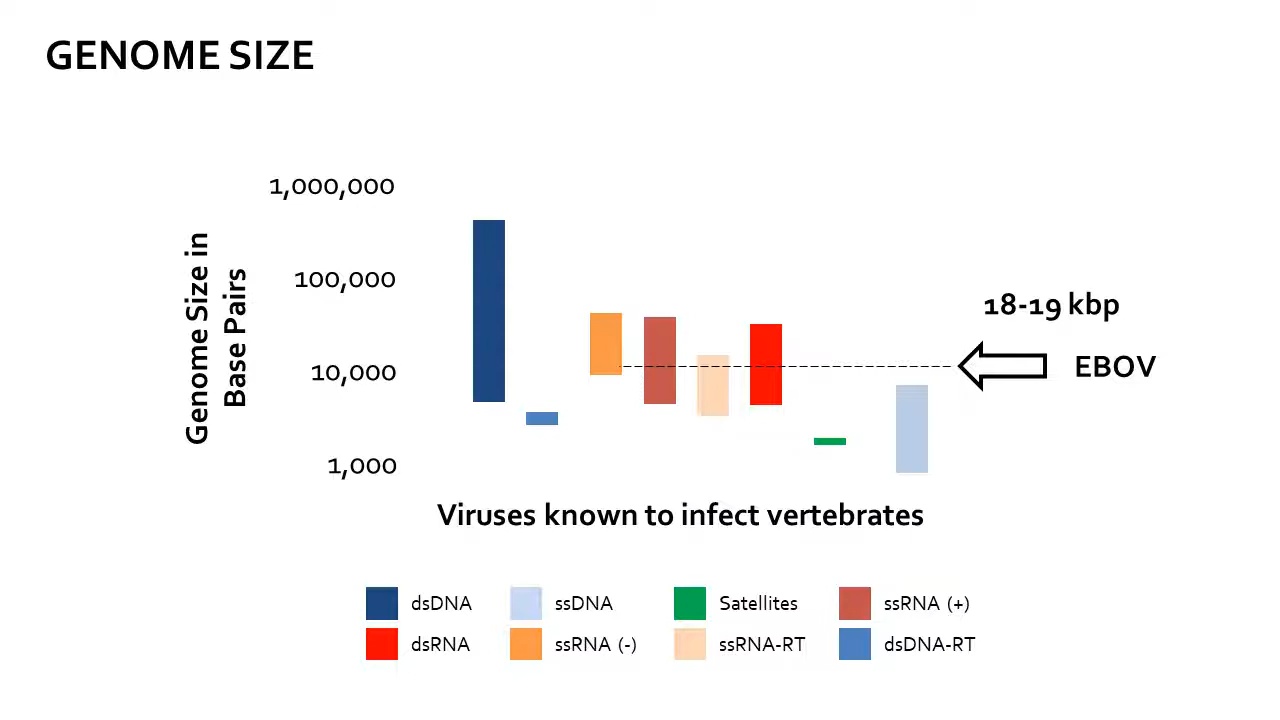 GENOME SIZE
1,000,000
100,000
10,000
1,000
Genome Size in
Base Pairs
18-19 kbp
EBOV
Viruses known to infect vertebrates
dsDNA
ssDNA
Satellites
ssRNA (+)
dsRNA
ssRNA (-)
ssRNA-RT
dsDNA-RT